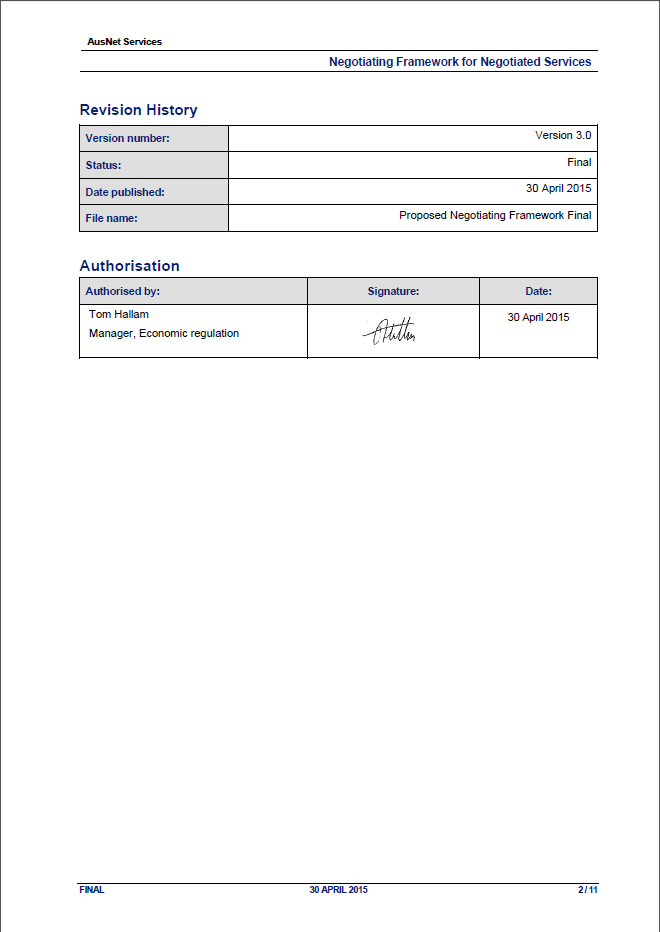 AusNet Services
Negotiating Framework for Negotiated Services
Revision History
Version number: Version 3.0
Status: Final
Date published: 30 April 2015
File name: Proposed Negotiating Framework Final
Authorisation
Authorised by: Signature: Date:
Tom Hallam 30 April 2015
Manager, Economic regulation
FINAL 30 APRIL 2015 2 / 11